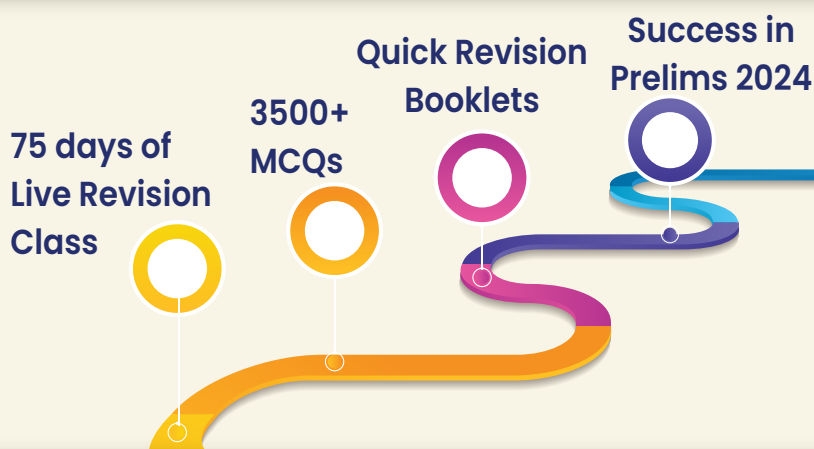 75 days of
Live Revision
Class
3500+
MCQs
Quick Revision
Booklets
Success in
Prelims 2024